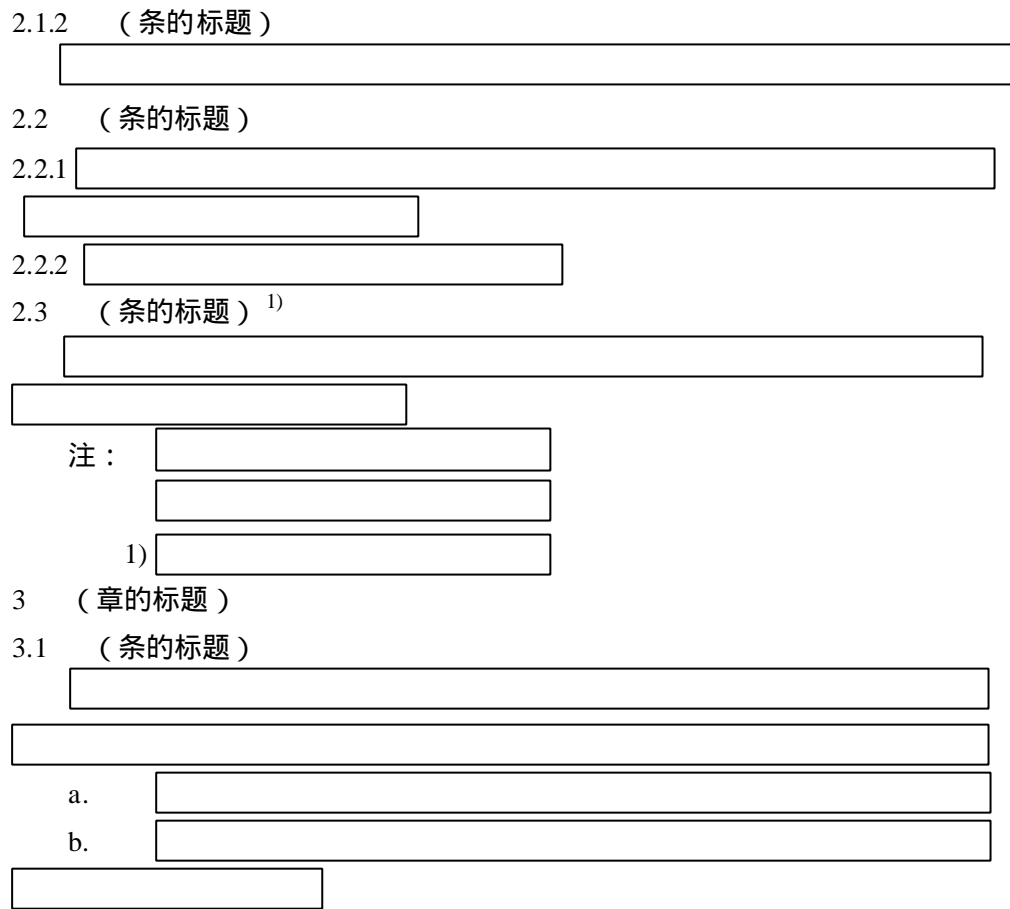 2.1.2 （条的标题）
2.2 （条的标题）
2.2.1
2.2.2
2.3 （条的标题）1)
注：
1)
3 （章的标题）
3.1 （条的标题）
a.
b.